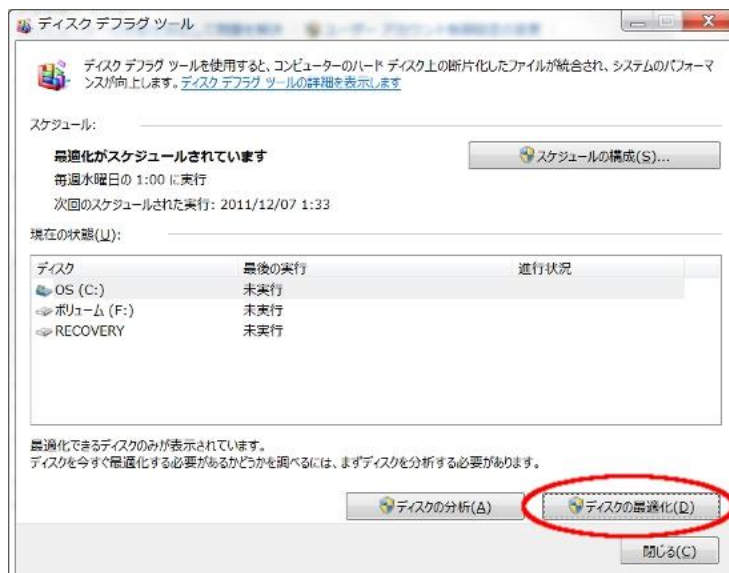 ディスク デフラグ ツール
ディスク デフラグ ツールを使用すると、コンピューターのハード ディスク上の断片化したファイルが統合され、システムのパフォーマ
ンスが向上します。ディスク デフラグ ツールの詳細を表示します
スケジュール:
最適化がスケジュールされています
スケジュールの構成(S)...
毎週水曜日の 1:00 に実行
次回のスケジュールされた実行: 2011/12/07 1:33
現在の状態(U):
ディスク 最後の実行 進行状況
OS (C:) 未実行
ボリューム (F:) 未実行
RECOVERY 未実行
最適化できるディスクのみが表示されています。
ディスクを今すぐ最適化する必要があるかどうかを調べるには、まずディスクを分析する必要があります。
ディスクの分析(A) ディスクの最適化(D)
閉じる(C)